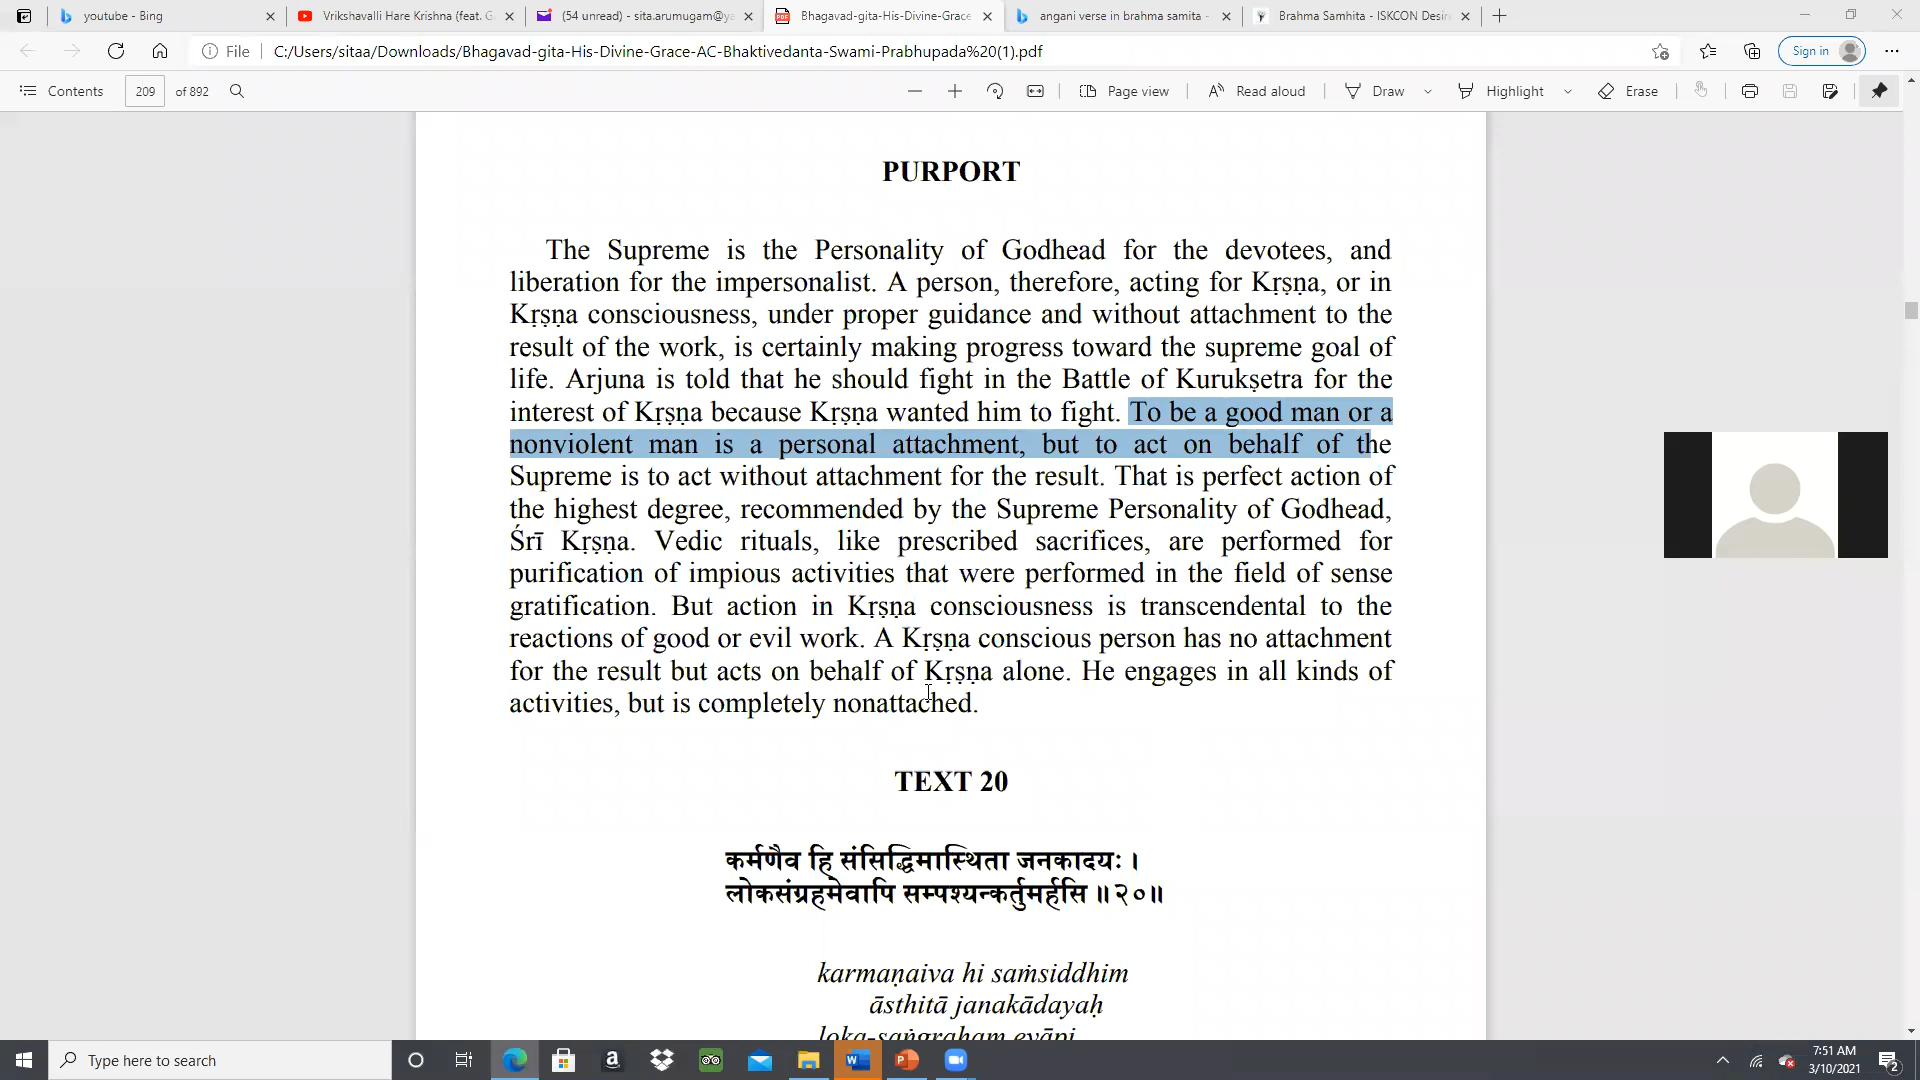 youtube - Bing
Vrikshavalli Hare Krishna (feat. G
(54 unread) - sita.arumugam@ya
Bhagavad-gita-His-Divine-Grace
angani verse in brahma samita -
Brahma Samhita - ISKCON Desire
File C:/Users/sitaa/Downloads/Bhagavad-gita-His-Divine-Grace-AC-Bhaktivedanta-Swami-Prabhupada%20(1).pdf
Sign in
Contents 209 of 892 Page view Read aloud Draw Highlight Erase
PURPORT
The Supreme is the Personality of Godhead for the devotees, and
liberation for the impersonalist. A person, therefore, acting for Kṛṣṇa, or in
Kṛṣṇa consciousness, under proper guidance and without attachment to the
result of the work, is certainly making progress toward the supreme goal of
life. Arjuna is told that he should fight in the Battle of Kurukṣetra for the
interest of Kṛṣṇa because Kṛṣṇa wanted him to fight. To be a good man or a
nonviolent man is a personal attachment, but to act on behalf of the
Supreme is to act without attachment for the result. That is perfect action of
the highest degree, recommended by the Supreme Personality of Godhead,
Śrī Kṛṣṇa. Vedic rituals, like prescribed sacrifices, are performed for
purification of impious activities that were performed in the field of sense
gratification. But action in Kṛṣṇa consciousness is transcendental to the
reactions of good or evil work. A Kṛṣṇa conscious person has no attachment
for the result but acts on behalf of Kṛṣṇa alone. He engages in all kinds of
activities, but is completely nonattached.
TEXT 20
कर्मणैव हि संसिद्धिमास्थिता जनकादयः ।
लोकसंग्रहमेवापि सम्पश्यन्कर्तुमर्हसि ॥२०॥
karmaṇaiva hi saṁsiddhim
āsthitā janakādayaḥ
loka-saṅgraham evāpi
Type here to search
7:51 AM
3/10/2021
2